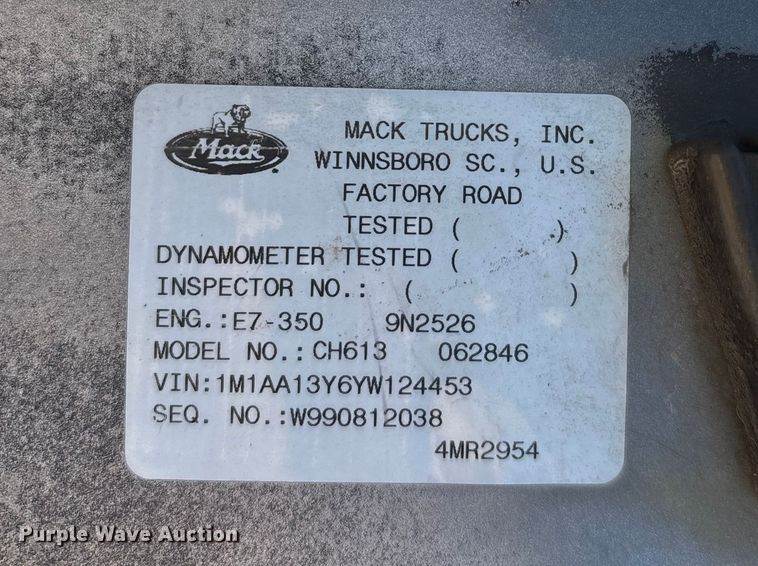 Mack
MACK TRUCKS, INC.
WINNSBORO SC., U.S.
FACTORY ROAD
TESTED ( )
DYNAMOMETER TESTED ( )
INSPECTOR NO.: ( )
ENG.:E7-350 9N2526
MODEL NO.:CH613 062846
VIN:1M1AA13Y6YW124453
SEQ. NO.:W990812038
4MR2954
Purple Wave Auction